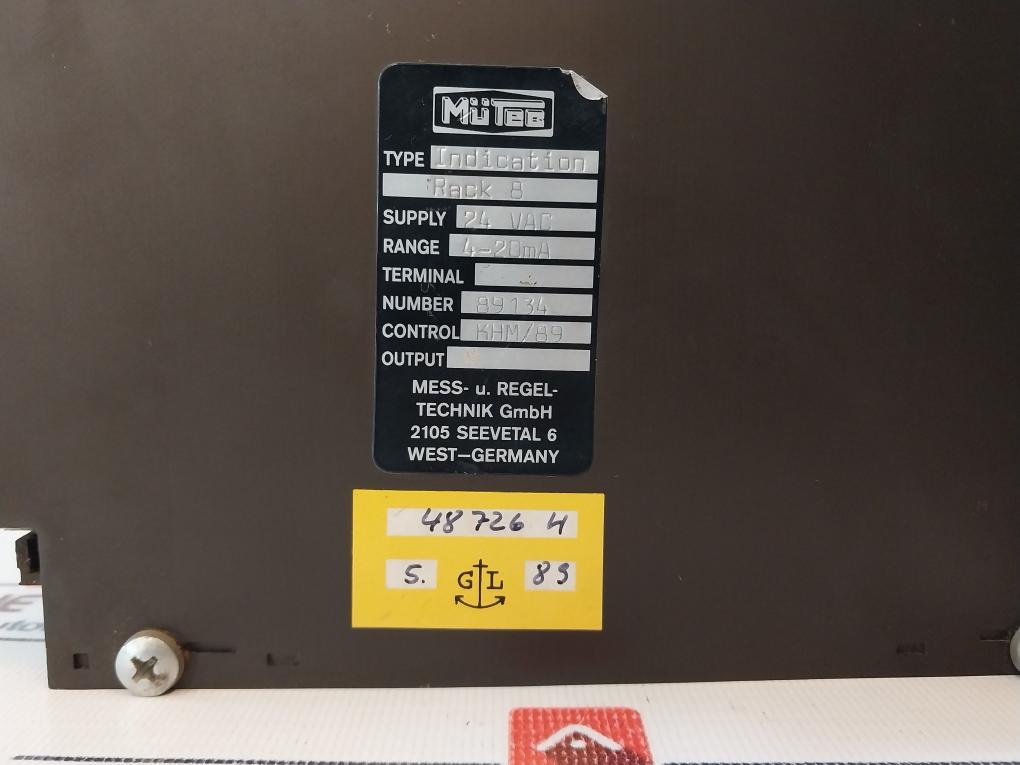 MÜTEC
TYPE Indication
Rack 8
SUPPLY 24 VAC
RANGE 4-20mA
TERMINAL
NUMBER 89134
CONTROL KHM/89
OUTPUT
MESS- u. REGEL-
TECHNIK GmbH
2105 SEEVETAL 6
WEST-GERMANY
48726 H
5. GL 89